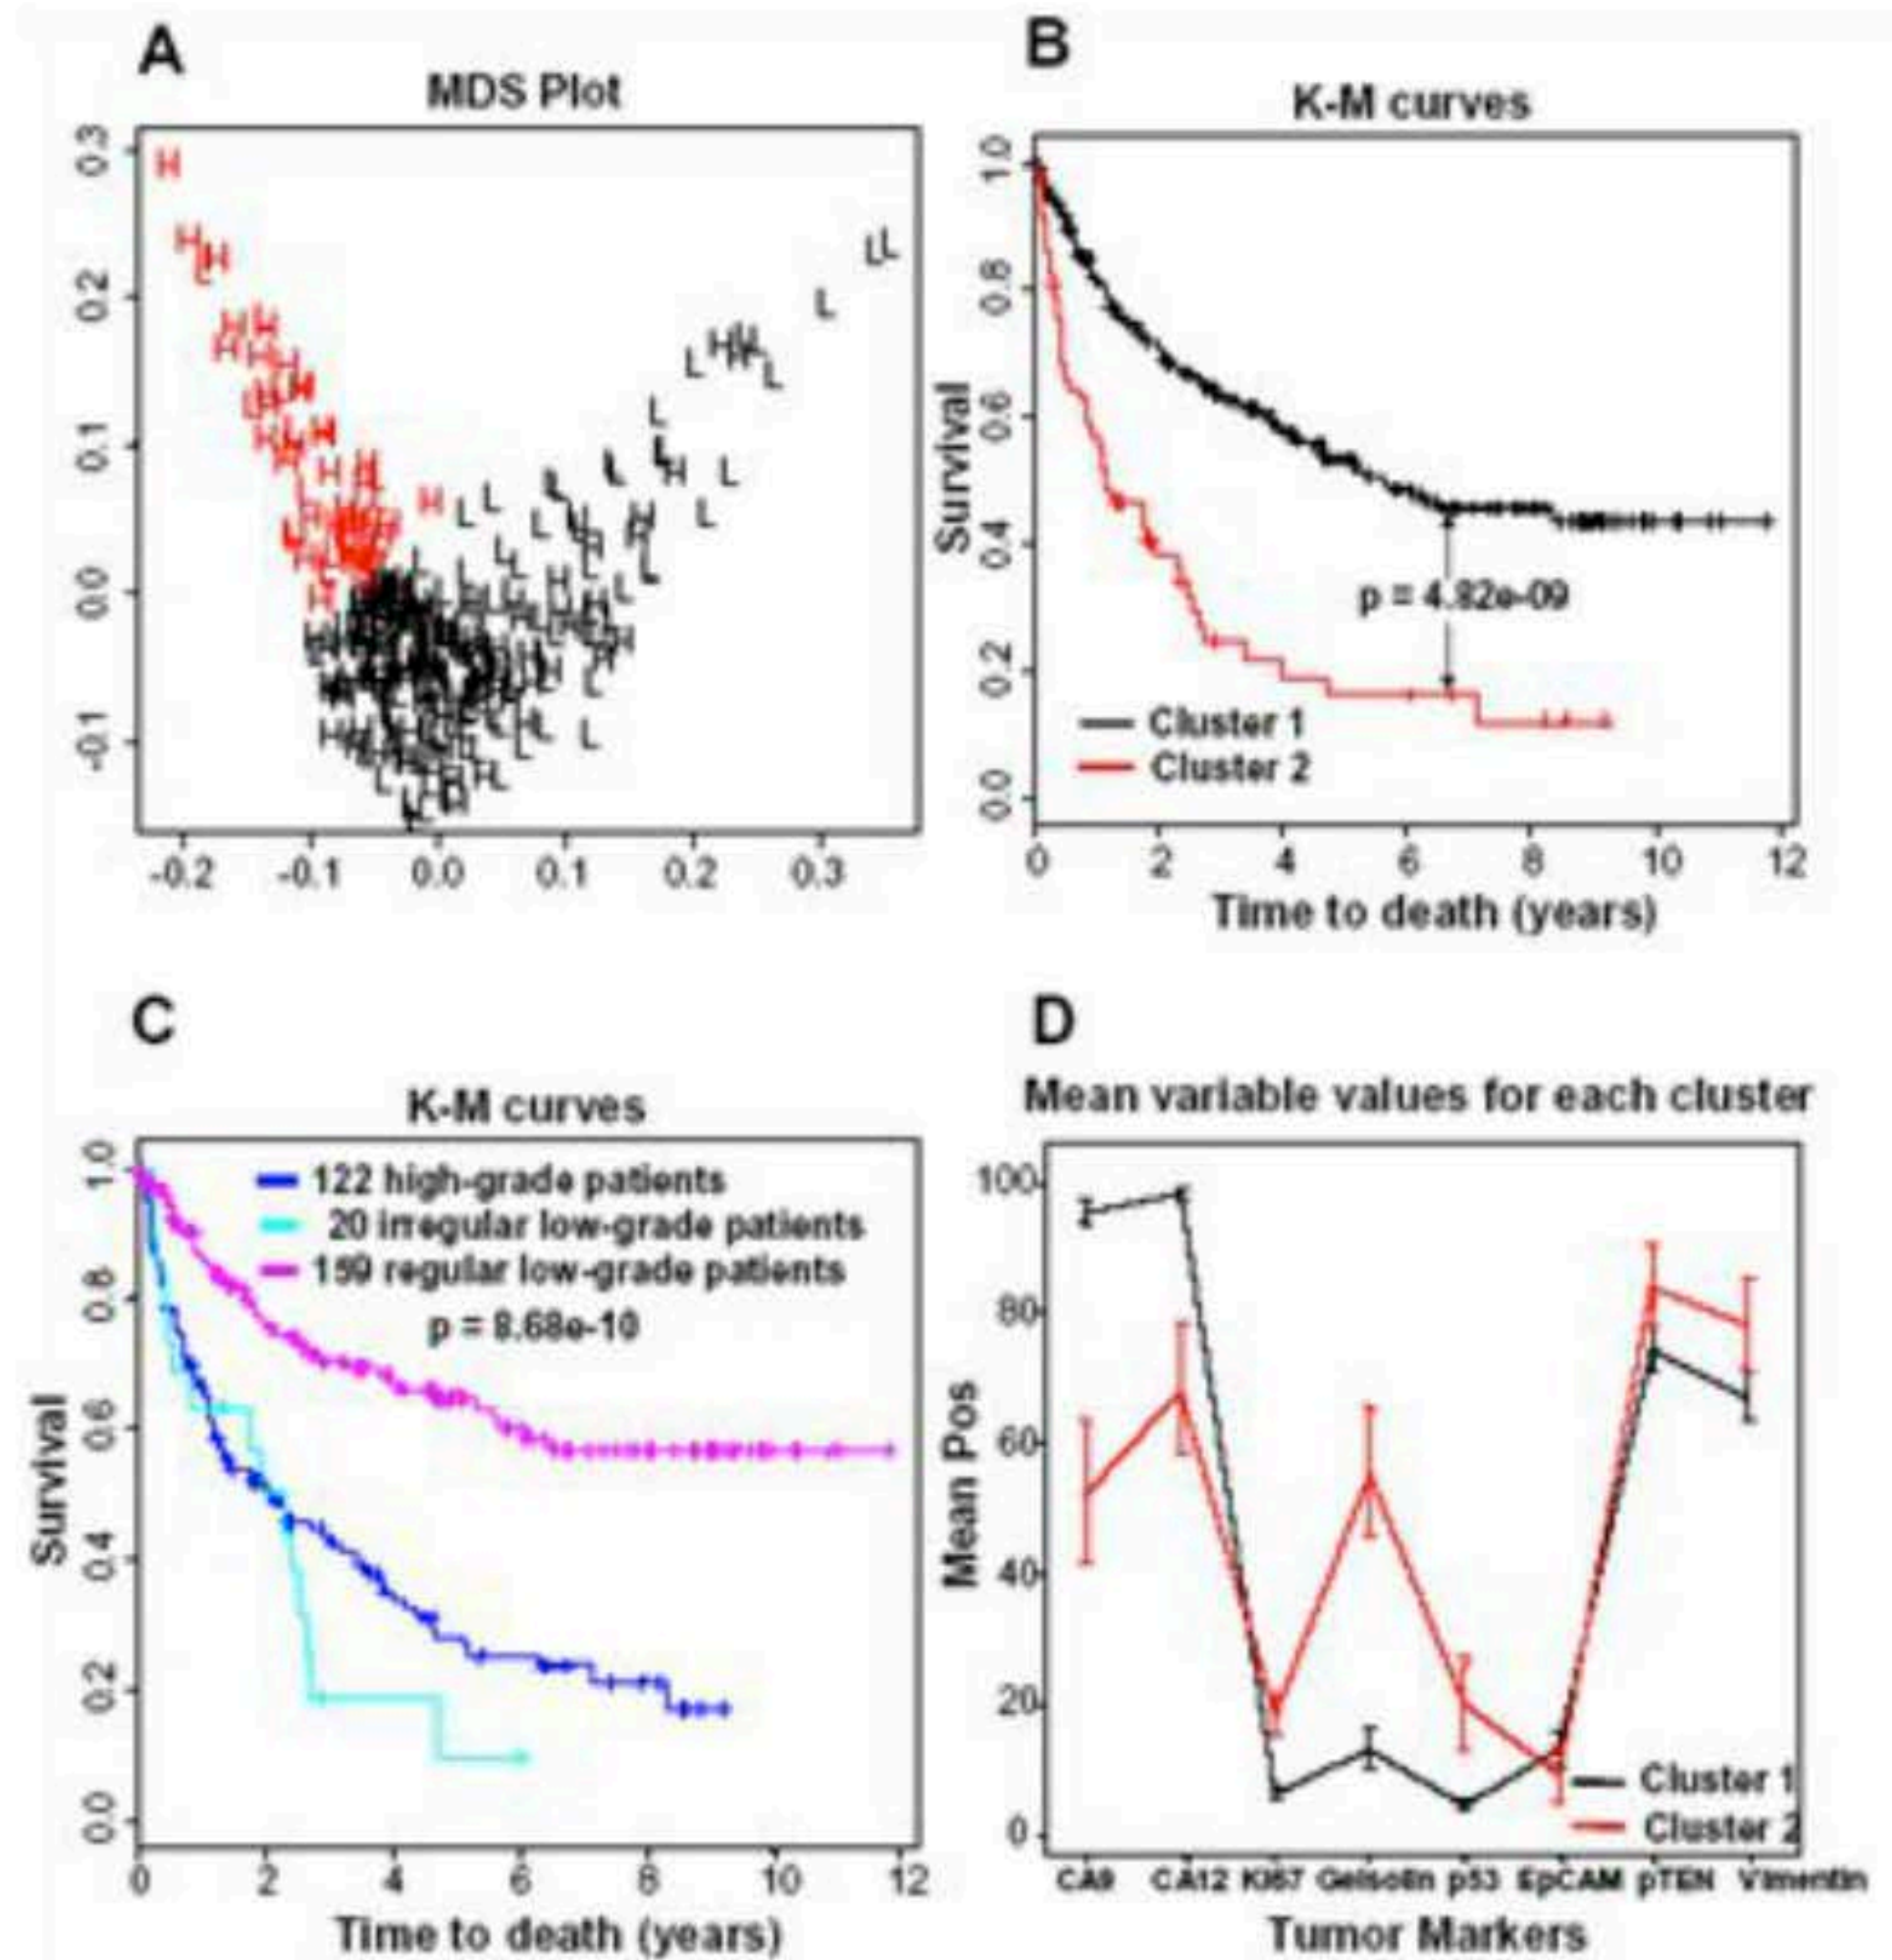 A
MDS Plot
0.3
0.2
0.1
0.0
-0.1
-0.2 -0.1 0.0 0.1 0.2 0.3
B
K-M curves
Survival
1.0
0.8
0.6
0.4
0.2
0.0
p = 4.82e-09
Cluster 1
Cluster 2
0 2 4 6 8 10 12
Time to death (years)
C
K-M curves
Survival
1.0
0.8
0.6
0.4
0.2
0.0
122 high-grade patients
20 irregular low-grade patients
159 regular low-grade patients
p = 8.68e-10
0 2 4 6 8 10 12
Time to death (years)
D
Mean variable values for each cluster
Mean Pos
100
80
60
40
20
0
Cluster 1
Cluster 2
CA9 CA12 Ki67 Gelsolin p53 EpCAM pTEN Vimentin
Tumor Markers